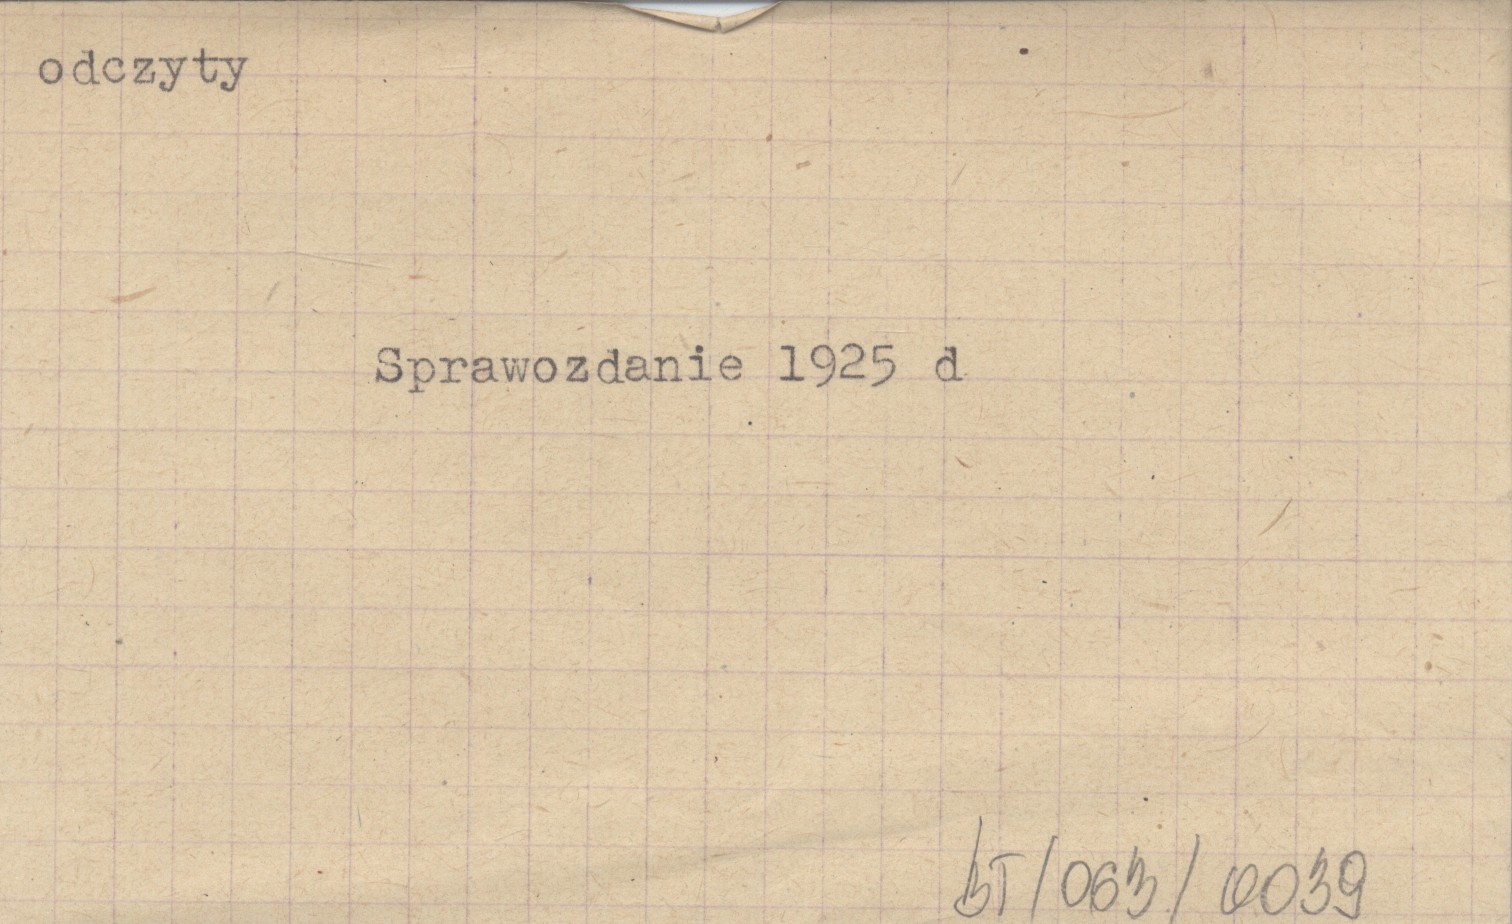 odczyty
Sprawozdanie 1925 d
BT/063/0039